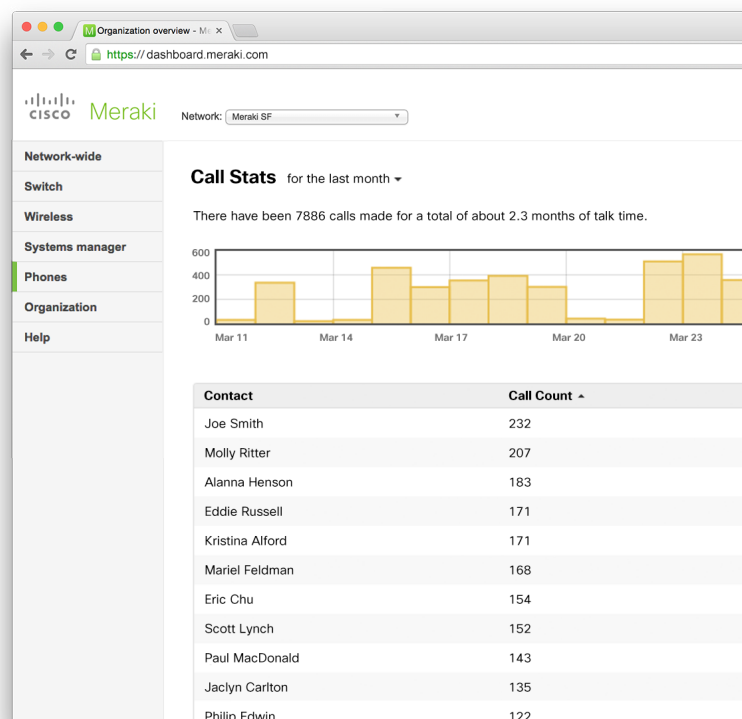 Organization overview - Me
https://dashboard.meraki.com
CISCO Meraki
Network: Meraki SF
Network-wide
Switch
Wireless
Systems manager
Phones
Organization
Help
Call Stats for the last month
There have been 7886 calls made for a total of about 2.3 months of talk time.
600
400
200
0
Mar 11 Mar 14 Mar 17 Mar 20 Mar 23
Contact Call Count
Joe Smith 232
Molly Ritter 207
Alanna Henson 183
Eddie Russell 171
Kristina Alford 171
Mariel Feldman 168
Eric Chu 154
Scott Lynch 152
Paul MacDonald 143
Jaclyn Carlton 135
Philip Edwin 122